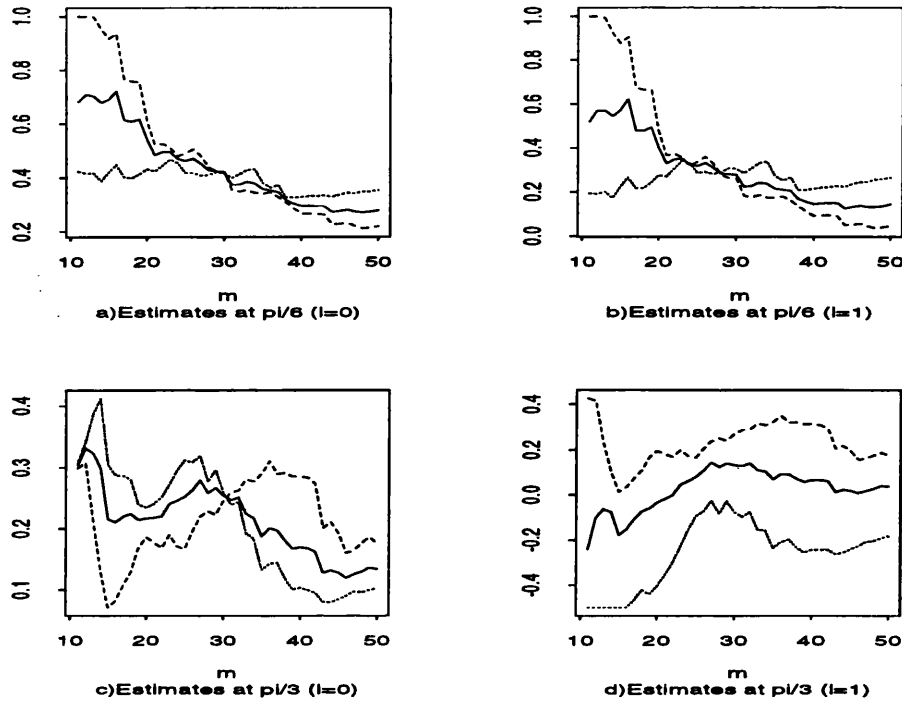 1.0
0.8
0.6
0.4
0.2
10 20 30 40 50
m
a)Estimates at pi/6 (l=0)
1.0
0.8
0.6
0.4
0.2
0.0
10 20 30 40 50
m
b)Estimates at pi/6 (l=1)
0.4
0.3
0.2
0.1
10 20 30 40 50
m
c)Estimates at pi/3 (l=0)
0.4
0.2
0.0
-0.2
-0.4
10 20 30 40 50
m
d)Estimates at pi/3 (l=1)